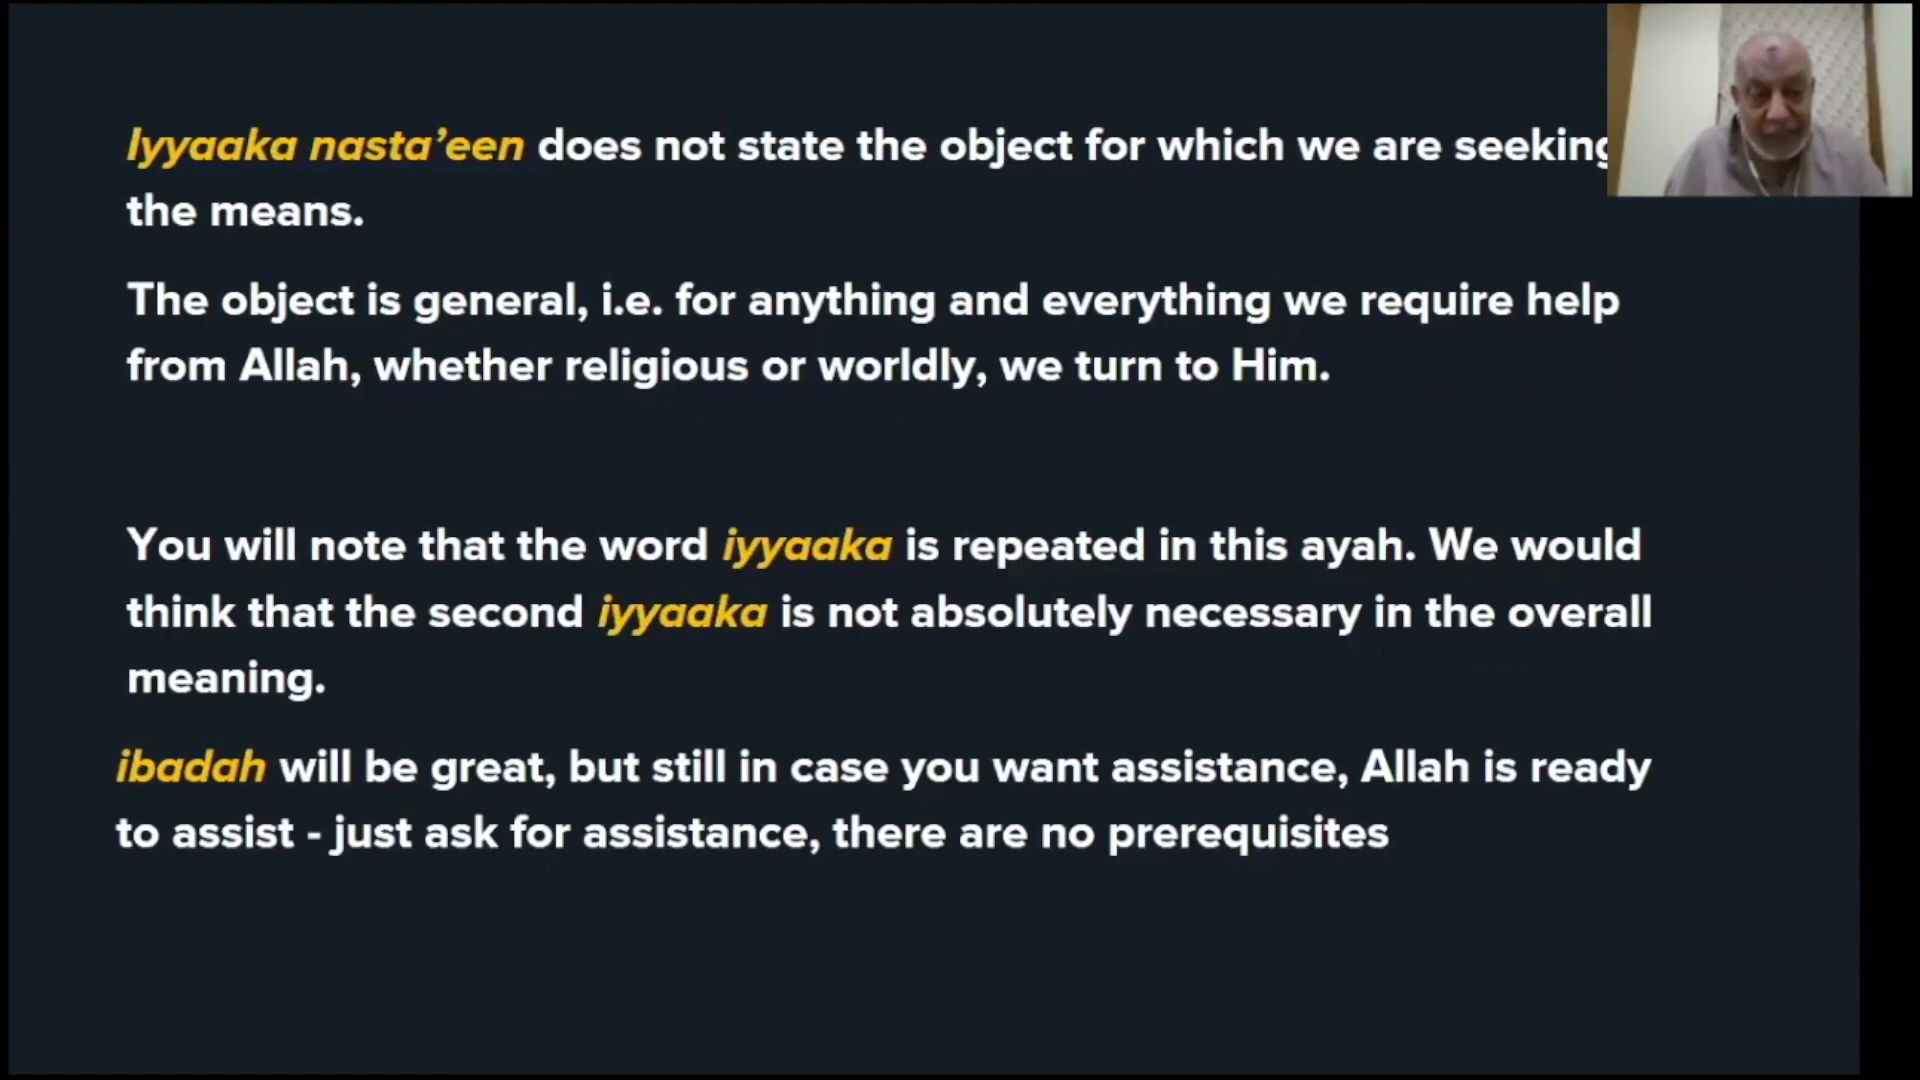 Iyyaaka nasta’een does not state the object for which we are seeking
the means.
The object is general, i.e. for anything and everything we require help
from Allah, whether religious or worldly, we turn to Him.
You will note that the word iyyaaka is repeated in this ayah. We would
think that the second iyyaaka is not absolutely necessary in the overall
meaning.
ibadah will be great, but still in case you want assistance, Allah is ready
to assist - just ask for assistance, there are no prerequisites